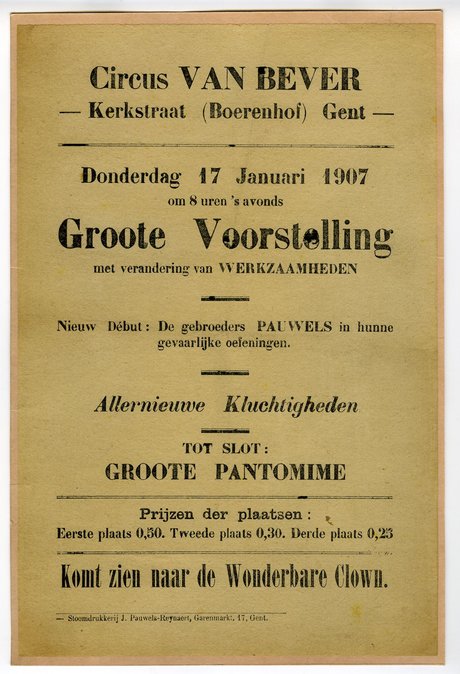 Circus VAN BEVER
— Kerkstraat (Boerenhof) Gent —
Donderdag 17 Januari 1907
om 8 uren 's avonds
Groote Voorstelling
met verandering van WERKZAAMHEDEN
Nieuw Début : De gebroeders PAUWELS in hunne
gevaarlijke oefeningen.
Allernieuwe Kluchtigheden
TOT SLOT :
GROOTE PANTOMIME
Prijzen der plaatsen :
Eerste plaats 0,50. Tweede plaats 0,30. Derde plaats 0,25
Komt zien naar de Wonderbare Clown.
— Stoomdrukkerij J. Pauwels-Reynaert, Garenmarkt, 17, Gent.